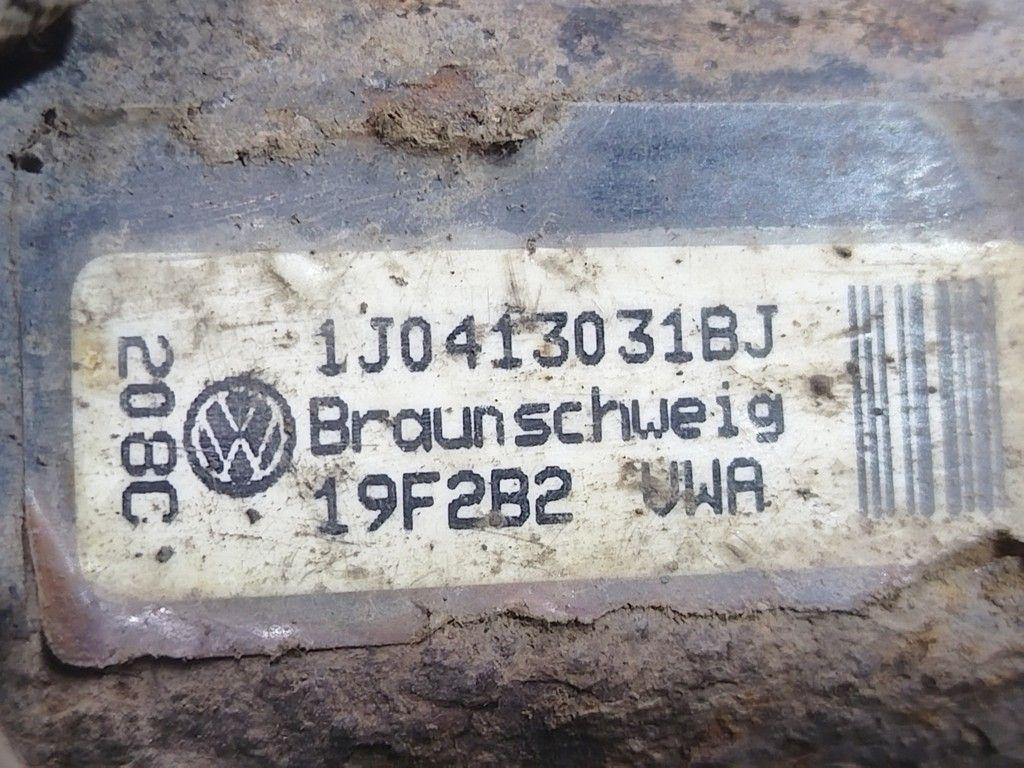 1J0413031BJ
Braunschweig
19F2B2 VWA
208C